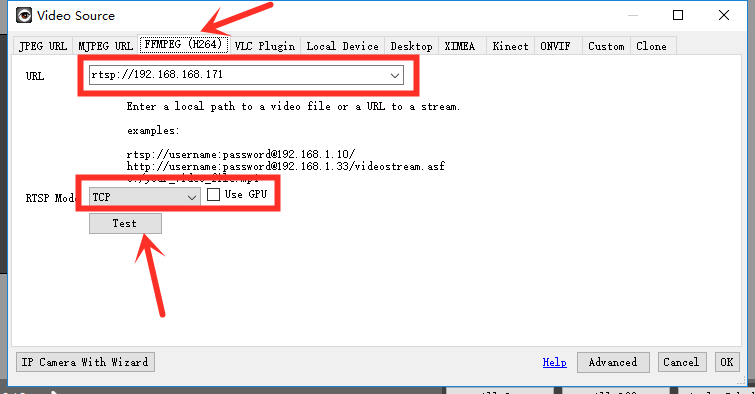 Video Source
JPEG URL MJPEG URL FFMPEG (H264) VLC Plugin Local Device Desktop XIMEA Kinect ONVIF Custom Clone
URL rtsp://192.168.168.171
Enter a local path to a video file or a URL to a stream.
examples:
rtsp://username:password@192.168.1.10/
http://username:password@192.168.1.33/videostream.asf
RTSP Mode TCP Use GPU
Test
IP Camera With Wizard Help Advanced Cancel OK